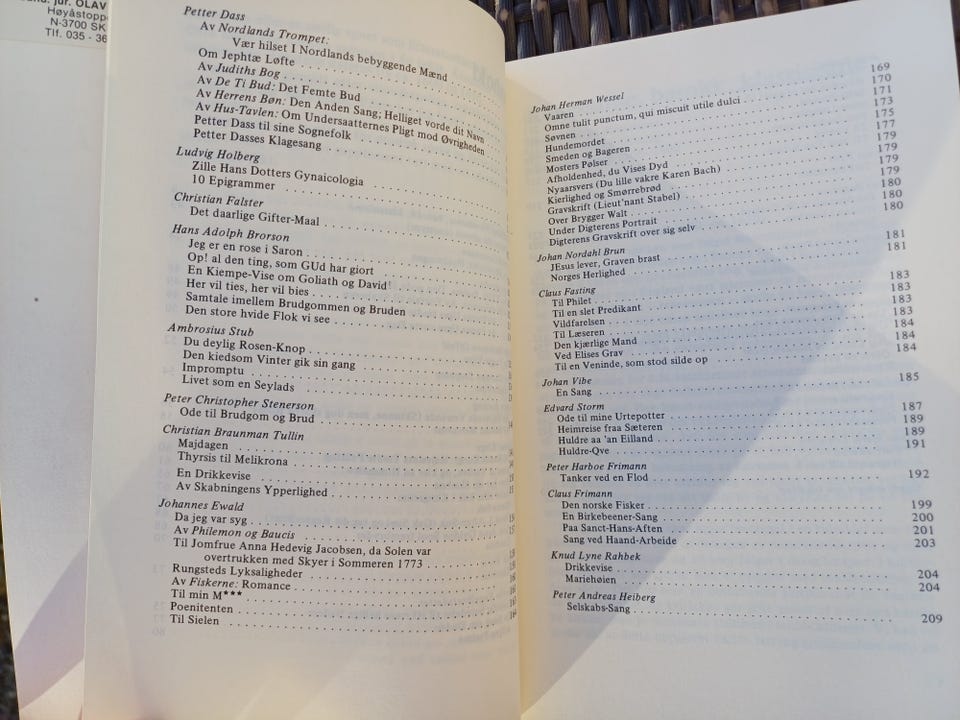 jur. OLAV
Høyåstopp
N-3700 SK
Tlf. 035 - 36
Petter Dass
Av Nordlands Trompet:
Vær hilset I Nordlands bebyggende Mænd
Om Jephtæ Løfte
Av Judiths Bog
Av De Ti Bud: Det Femte Bud
Av Herrens Bøn: Den Anden Sang; Helliget vorde dit Navn
Av Hus-Tavlen: Om Undersaatternes Pligt mod Øvrigheden
Petter Dass til sine Sognefolk
Petter Dasses Klagesang
Ludvig Holberg
Zille Hans Dotters Gynaicologia
10 Epigrammer
Christian Falster
Det daarlige Gifter-Maal
Hans Adolph Brorson
Jeg er en rose i Saron
Op! al den ting, som GUd har giort
En Kiempe-Vise om Goliath og David
Her vil ties, her vil bies
Samtale imellem Brudgommen og Bruden
Den store hvide Flok vi see
Ambrosius Stub
Du deylig Rosen-Knop
Den kiedsom Vinter gik sin gang
Impromptu
Livet som en Seylads
Peter Christopher Stenerson
Ode til Brudgom og Brud
Christian Braunman Tullin
Majdagen
Thyrsis til Melikrona
En Drikkevise
Av Skabningens Ypperlighed
Johannes Ewald
Da jeg var syg
Av Philemon og Baucis
Til Jomfrue Anna Hedevig Jacobsen, da Solen var
overtrukken med Skyer i Sommeren 1773
Rungsteds Lyksaligheder
Av Fiskerne: Romance
Til min M***
Poenitenten
Til Sielen
Johan Herman Wessel
Vaaren 169
Omne tulit punctum, qui miscuit utile dulci 170
Søvnen 171
Hundemordet 173
Smeden og Bageren 175
Mosters Pølser 177
Afholdenhed, du Vises Dyd 179
Nyaarsvers (Du lille vakre Karen Bach) 179
Kierlighed og Smørrebrød 179
Gravskrift (Lieut'nant Stabel) 179
Over Brygger Walt 180
Under Digterens Portrait 180
Digterens Gravskrift over sig selv 180
Johan Nordahl Brun
JEsus lever, Graven brast 181
Norges Herlighed 181
Claus Fasting
Til Philet 183
Til en slet Predikant 183
Vildfarelsen 183
Til Læseren 183
Den kjærlige Mand 184
Ved Elises Grav 184
Til en Veninde, som stod silde op 184
Johan Vibe
En Sang 185
Edvard Storm
Ode til mine Urtepotter 187
Heimreise fraa Sæteren 189
Huldre aa 'an Eilland 189
Huldre-Qve 191
Peter Harboe Frimann
Tanker ved en Flod 192
Claus Frimann
Den norske Fisker 199
En Birkebeener-Sang 200
Paa Sanct-Hans-Aften 201
Sang ved Haand-Arbeide 203
Knud Lyne Rahbek
Drikkevise 204
Mariehøien 204
Peter Andreas Heiberg
Selskabs-Sang 209